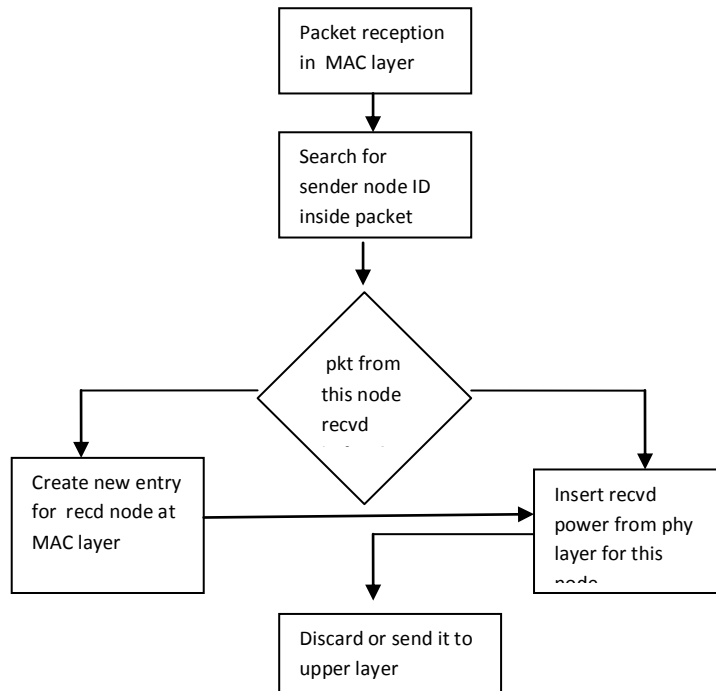 Packet reception
in MAC layer
Search for
sender node ID
inside packet
pkt from
this node
recvd
Create new entry
for recd node at
MAC layer
Insert recvd
power from phy
layer for this
node
Discard or send it to
upper layer